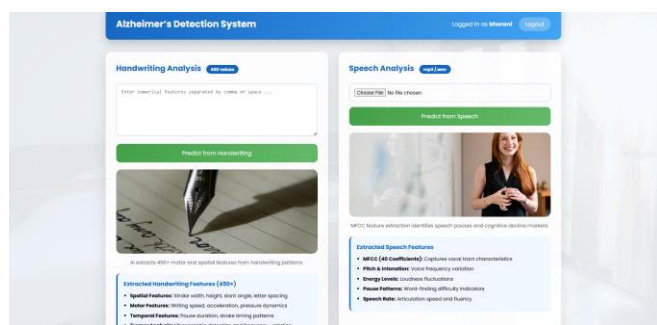 Alzheimer's Detection System
Logged in as bharani
Logout
Handwriting Analysis
450 values
Enter numerical features separated by comma or space ...
Predict from Handwriting
AI extracts 450+ motor and spatial features from handwriting patterns.
Extracted Handwriting Features (450+)
• Spatial Features: Stroke width, height, slant angle, letter spacing
• Motor Features: Writing speed, acceleration, pressure dynamics
• Temporal Features: Pause duration, stroke timing patterns
Speech Analysis
mp3 / wav
Choose File No file chosen
Predict from Speech
MFCC feature extraction identifies speech pauses and cognitive decline markers.
Extracted Speech Features
• MFCC (40 Coefficients): Captures vocal tract characteristics
• Pitch & Intonation: Voice frequency variation
• Energy Levels: Loudness fluctuations
• Pause Patterns: Word-finding difficulty indicators
• Speech Rate: Articulation speed and fluency